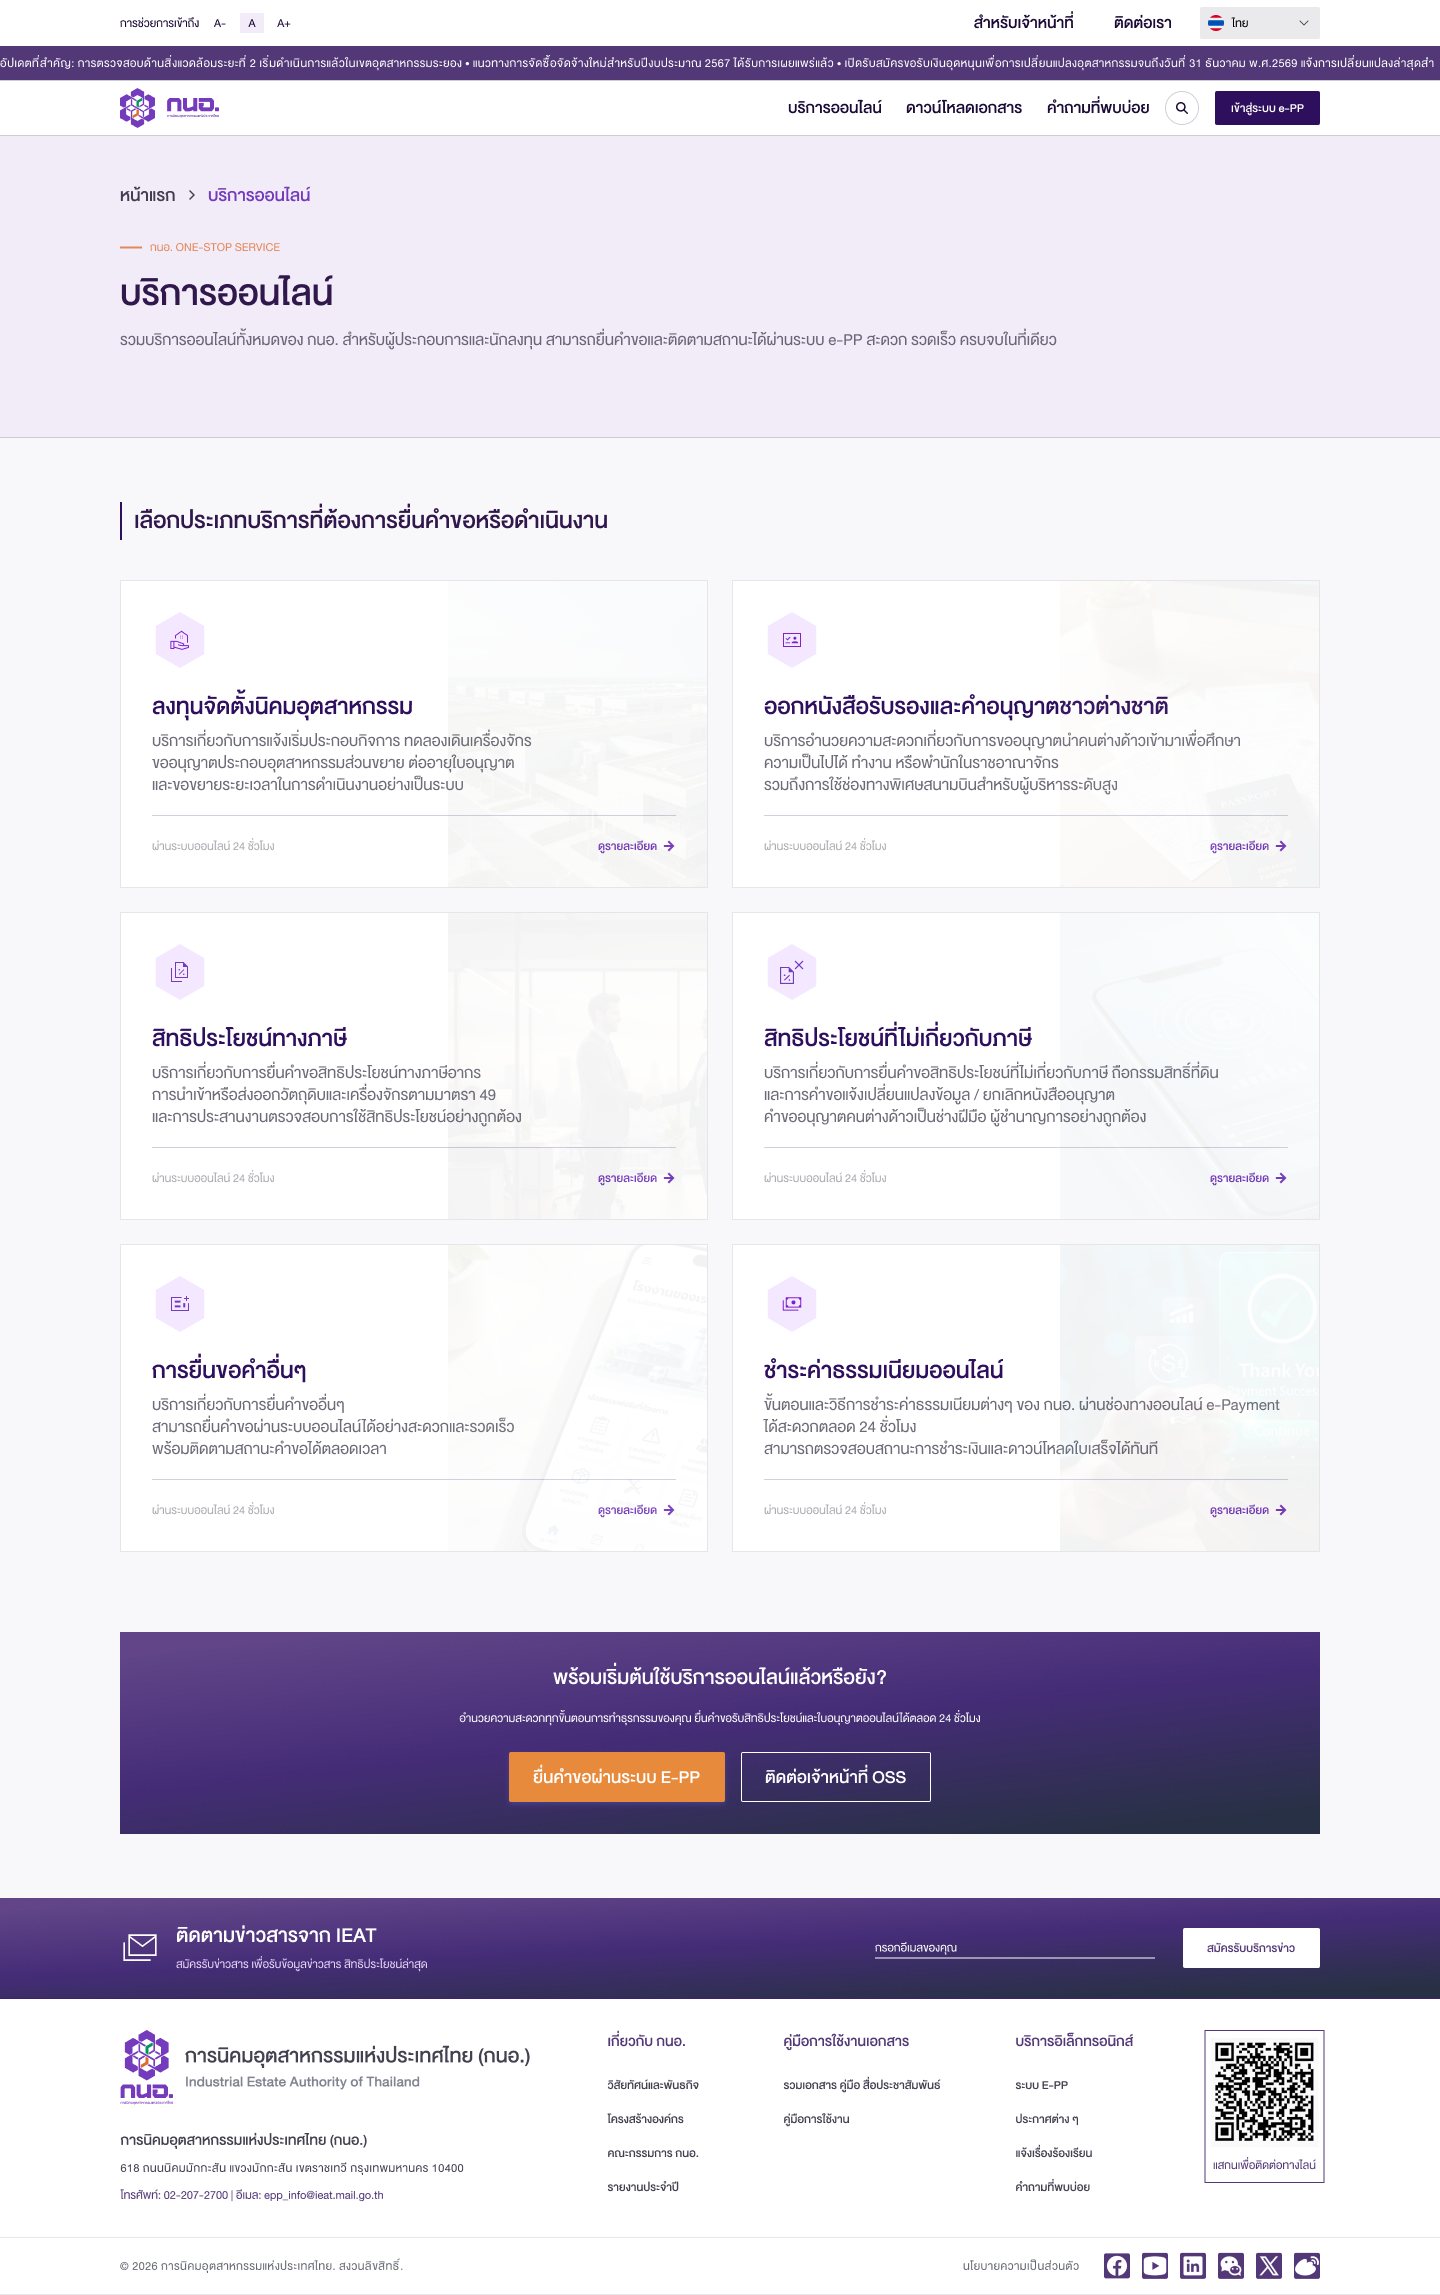 การช่วยการเข้าถึง A- A A+
สำหรับเจ้าหน้าที่ ติดต่อเรา ไทย
อัปเดตที่สำคัญ: การตรวจสอบด้านสิ่งแวดล้อมระยะที่ 2 เริ่มดำเนินการแล้วในเขตอุตสาหกรรมระยอง • แนวทางการจัดซื้อจัดจ้างใหม่สำหรับปีงบประมาณ 2567 ได้รับการเผยแพร่แล้ว • เปิดรับสมัครขอรับเงินอุดหนุนเพื่อการเปลี่ยนแปลงอุตสาหกรรมจนถึงวันที่ 31 ธันวาคม พ.ศ.2569 แจ้งการเปลี่ยนแปลงล่าสุดสำ
กนอ.
บริการออนไลน์ ดาวน์โหลดเอกสาร คำถามที่พบบ่อย เข้าสู่ระบบ e-PP
หน้าแรก > บริการออนไลน์
กนอ. ONE-STOP SERVICE
บริการออนไลน์
รวมบริการออนไลน์ทั้งหมดของ กนอ. สำหรับผู้ประกอบการและนักลงทุน สามารถยื่นคำขอและติดตามสถานะได้ผ่านระบบ e-PP สะดวก รวดเร็ว ครบจบในที่เดียว
เลือกประเภทบริการที่ต้องการยื่นคำขอหรือดำเนินงาน
ลงทุนจัดตั้งนิคมอุตสาหกรรม
บริการเกี่ยวกับการแจ้งเริ่มประกอบกิจการ ทดลองเดินเครื่องจักร
ขออนุญาตประกอบอุตสาหกรรมส่วนขยาย ต่ออายุใบอนุญาต
และขอขยายระยะเวลาในการดำเนินงานอย่างเป็นระบบ
ผ่านระบบออนไลน์ 24 ชั่วโมง ดูรายละเอียด
ออกหนังสือรับรองและคำอนุญาตชาวต่างชาติ
บริการอำนวยความสะดวกเกี่ยวกับการขออนุญาตนำคนต่างด้าวเข้ามาเพื่อศึกษา
ความเป็นไปได้ ทำงาน หรือพำนักในราชอาณาจักร
รวมถึงการใช้ช่องทางพิเศษสนามบินสำหรับผู้บริหารระดับสูง
PASSPORT
ผ่านระบบออนไลน์ 24 ชั่วโมง ดูรายละเอียด
สิทธิประโยชน์ทางภาษี
บริการเกี่ยวกับการยื่นคำขอสิทธิประโยชน์ทางภาษีอากร
การนำเข้าหรือส่งออกวัตถุดิบและเครื่องจักรตามมาตรา 49
และการประสานงานตรวจสอบการใช้สิทธิประโยชน์อย่างถูกต้อง
ผ่านระบบออนไลน์ 24 ชั่วโมง ดูรายละเอียด
สิทธิประโยชน์ที่ไม่เกี่ยวกับภาษี
บริการเกี่ยวกับการยื่นคำขอสิทธิประโยชน์ที่ไม่เกี่ยวกับภาษี ถือกรรมสิทธิ์ที่ดิน
และการคำขอแจ้งเปลี่ยนแปลงข้อมูล / ยกเลิกหนังสืออนุญาต
คำขออนุญาตคนต่างด้าวเป็นช่างฝีมือ ผู้ชำนาญการอย่างถูกต้อง
ผ่านระบบออนไลน์ 24 ชั่วโมง ดูรายละเอียด
การยื่นขอคำอื่นๆ
บริการเกี่ยวกับการยื่นคำขออื่นๆ
สามารถยื่นคำขอผ่านระบบออนไลน์ได้อย่างสะดวกและรวดเร็ว
พร้อมติดตามสถานะคำขอได้ตลอดเวลา
ผ่านระบบออนไลน์ 24 ชั่วโมง ดูรายละเอียด
ชำระค่าธรรมเนียมออนไลน์
Thank You
ขั้นตอนและวิธีการชำระค่าธรรมเนียมต่างๆ ของ กนอ. ผ่านช่องทางออนไลน์ e-Payment
ได้สะดวกตลอด 24 ชั่วโมง
สามารถตรวจสอบสถานะการชำระเงินและดาวน์โหลดใบเสร็จได้ทันที
ผ่านระบบออนไลน์ 24 ชั่วโมง ดูรายละเอียด
พร้อมเริ่มต้นใช้บริการออนไลน์แล้วหรือยัง?
อำนวยความสะดวกทุกขั้นตอนการทำธุรกรรมของคุณ ยื่นคำขอรับสิทธิประโยชน์และใบอนุญาตออนไลน์ได้ตลอด 24 ชั่วโมง
ยื่นคำขอผ่านระบบ E-PP ติดต่อเจ้าหน้าที่ OSS
ติดตามข่าวสารจาก IEAT
สมัครรับข่าวสาร เพื่อรับข้อมูลข่าวสาร สิทธิประโยชน์ล่าสุด
กรอกอีเมลของคุณ สมัครรับบริการข่าว
กนอ.
การนิคมอุตสาหกรรมแห่งประเทศไทย (กนอ.)
Industrial Estate Authority of Thailand
การนิคมอุตสาหกรรมแห่งประเทศไทย (กนอ.)
618 ถนนนิคมมักกะสัน แขวงมักกะสัน เขตราชเทวี กรุงเทพมหานคร 10400
โทรศัพท์: 02-207-2700 | อีเมล: epp_info@ieat.mail.go.th
เกี่ยวกับ กนอ.
วิสัยทัศน์และพันธกิจ
โครงสร้างองค์กร
คณะกรรมการ กนอ.
รายงานประจำปี
คู่มือการใช้งานเอกสาร
รวมเอกสาร คู่มือ สื่อประชาสัมพันธ์
คู่มือการใช้งาน
บริการอิเล็กทรอนิกส์
ระบบ E-PP
ประกาศต่าง ๆ
แจ้งเรื่องร้องเรียน
คำถามที่พบบ่อย
แสกนเพื่อติดต่อทางไลน์
© 2026 การนิคมอุตสาหกรรมแห่งประเทศไทย. สงวนลิขสิทธิ์.
นโยบายความเป็นส่วนตัว